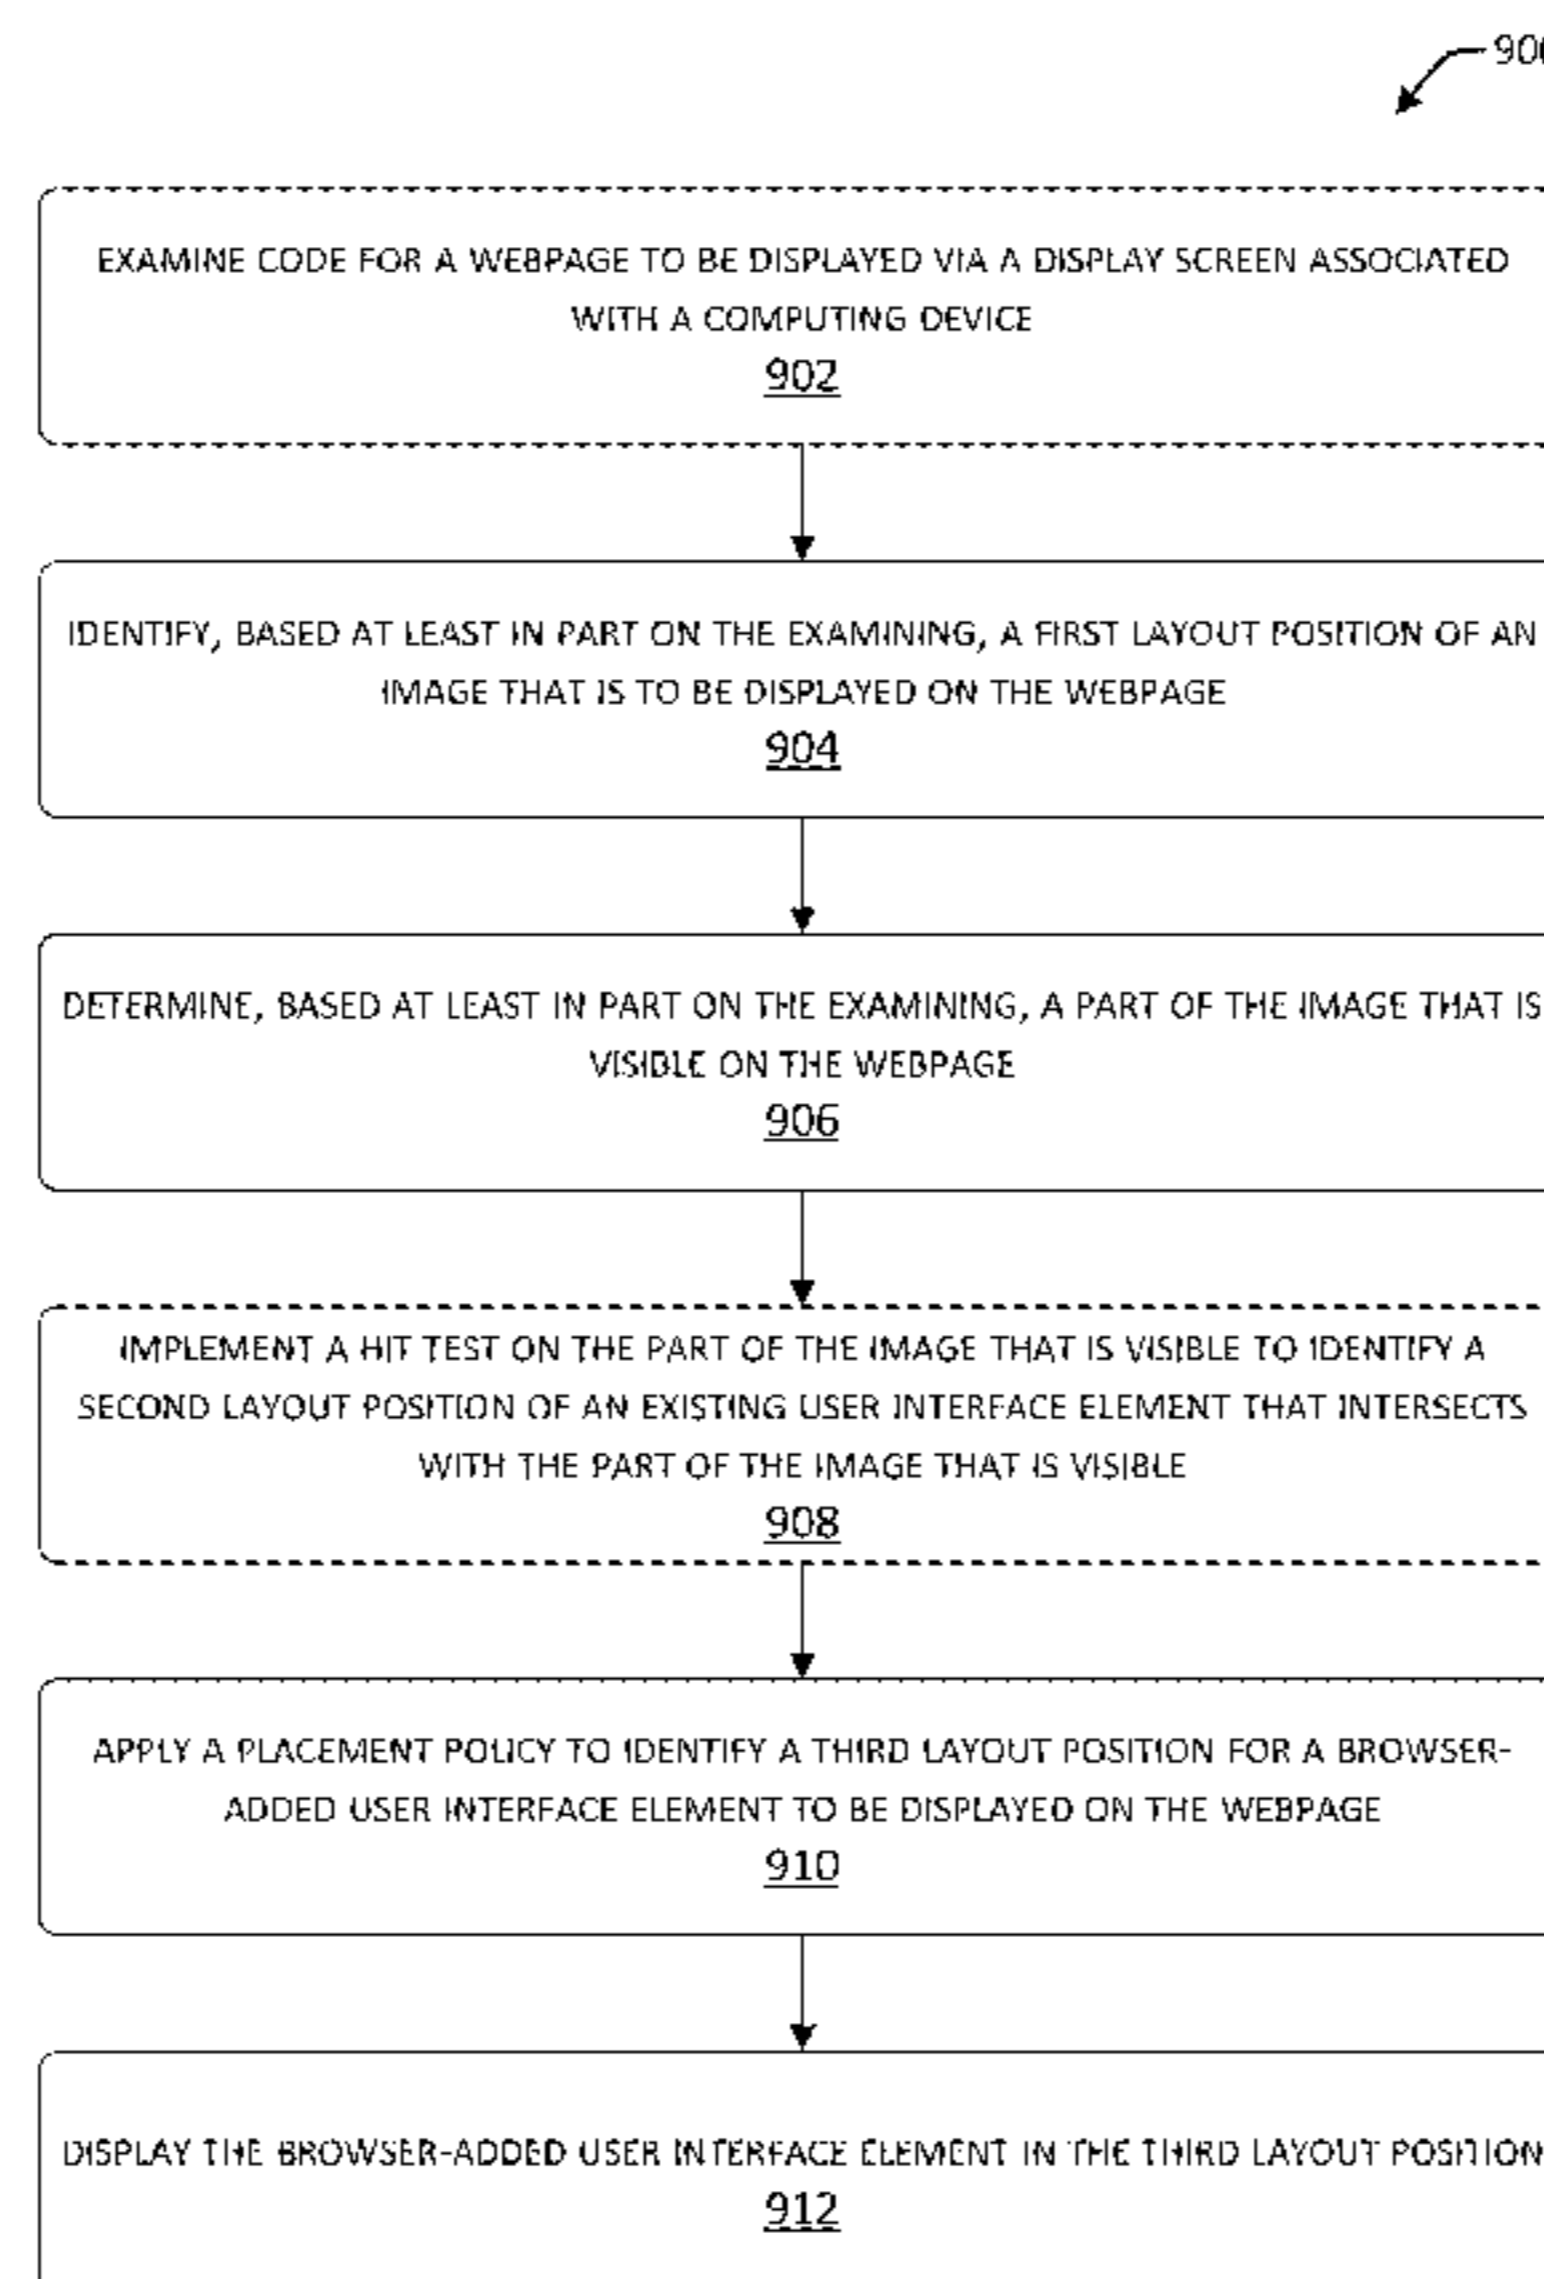 900
EXAMINE CODE FOR A WEBPAGE TO BE DISPLAYED VIA A DISPLAY SCREEN ASSOCIATED
WITH A COMPUTING DEVICE
902
IDENTIFY, BASED AT LEAST IN PART ON THE EXAMINING, A FIRST LAYOUT POSITION OF AN
IMAGE THAT IS TO BE DISPLAYED ON THE WEBPAGE
904
DETERMINE, BASED AT LEAST IN PART ON THE EXAMINING, A PART OF THE IMAGE THAT IS
VISIBLE ON THE WEBPAGE
906
IMPLEMENT A HIT TEST ON THE PART OF THE IMAGE THAT IS VISIBLE TO IDENTIFY A
SECOND LAYOUT POSITION OF AN EXISTING USER INTERFACE ELEMENT THAT INTERSECTS
WITH THE PART OF THE IMAGE THAT IS VISIBLE
908
APPLY A PLACEMENT POLICY TO IDENTIFY A THIRD LAYOUT POSITION FOR A BROWSER-
ADDED USER INTERFACE ELEMENT TO BE DISPLAYED ON THE WEBPAGE
910
DISPLAY THE BROWSER-ADDED USER INTERFACE ELEMENT IN THE THIRD LAYOUT POSITION
912